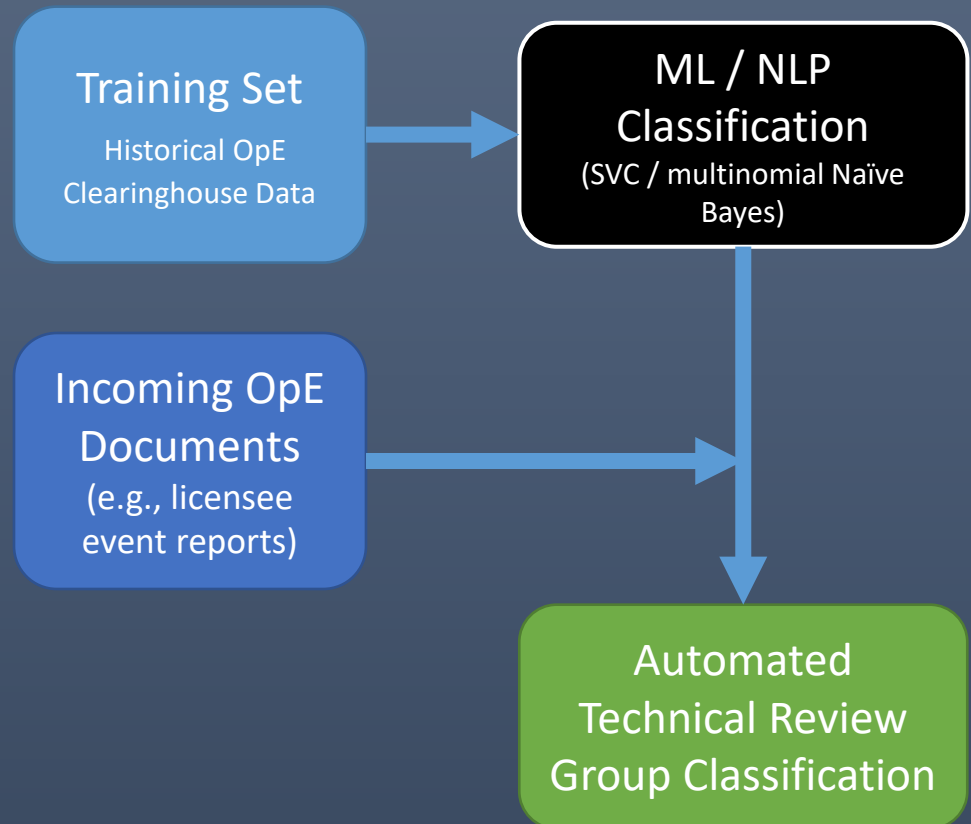 Training Set
Historical OpE
Clearinghouse Data
ML / NLP
Classification
(SVC / multinomial Naïve
Bayes)
Incoming OpE
Documents
(e.g., licensee
event reports)
Automated
Technical Review
Group Classification